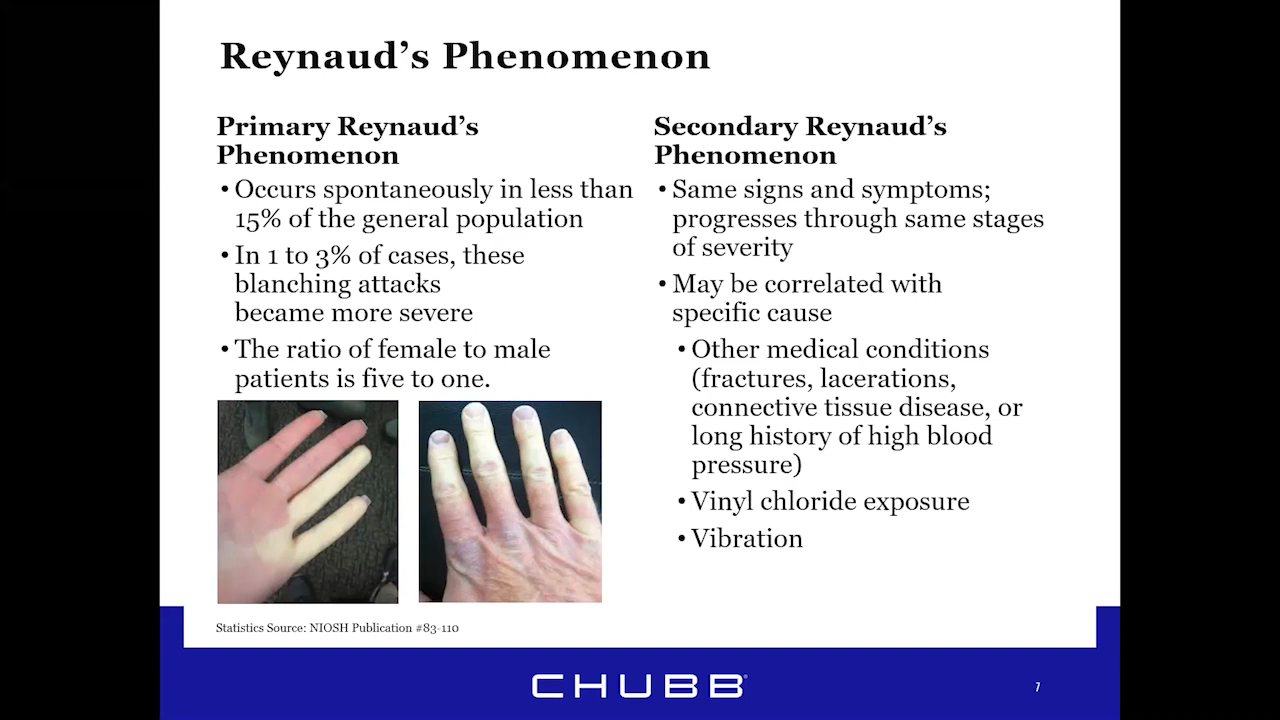 Reynaud’s Phenomenon
Primary Reynaud’s
Phenomenon
• Occurs spontaneously in less than
15% of the general population
• In 1 to 3% of cases, these
blanching attacks
became more severe
• The ratio of female to male
patients is five to one.
Secondary Reynaud’s
Phenomenon
• Same signs and symptoms;
progresses through same stages
of severity
• May be correlated with
specific cause
• Other medical conditions
(fractures, lacerations,
connective tissue disease, or
long history of high blood
pressure)
• Vinyl chloride exposure
• Vibration
Statistics Source: NIOSH Publication #83-110
CHUBB®
7